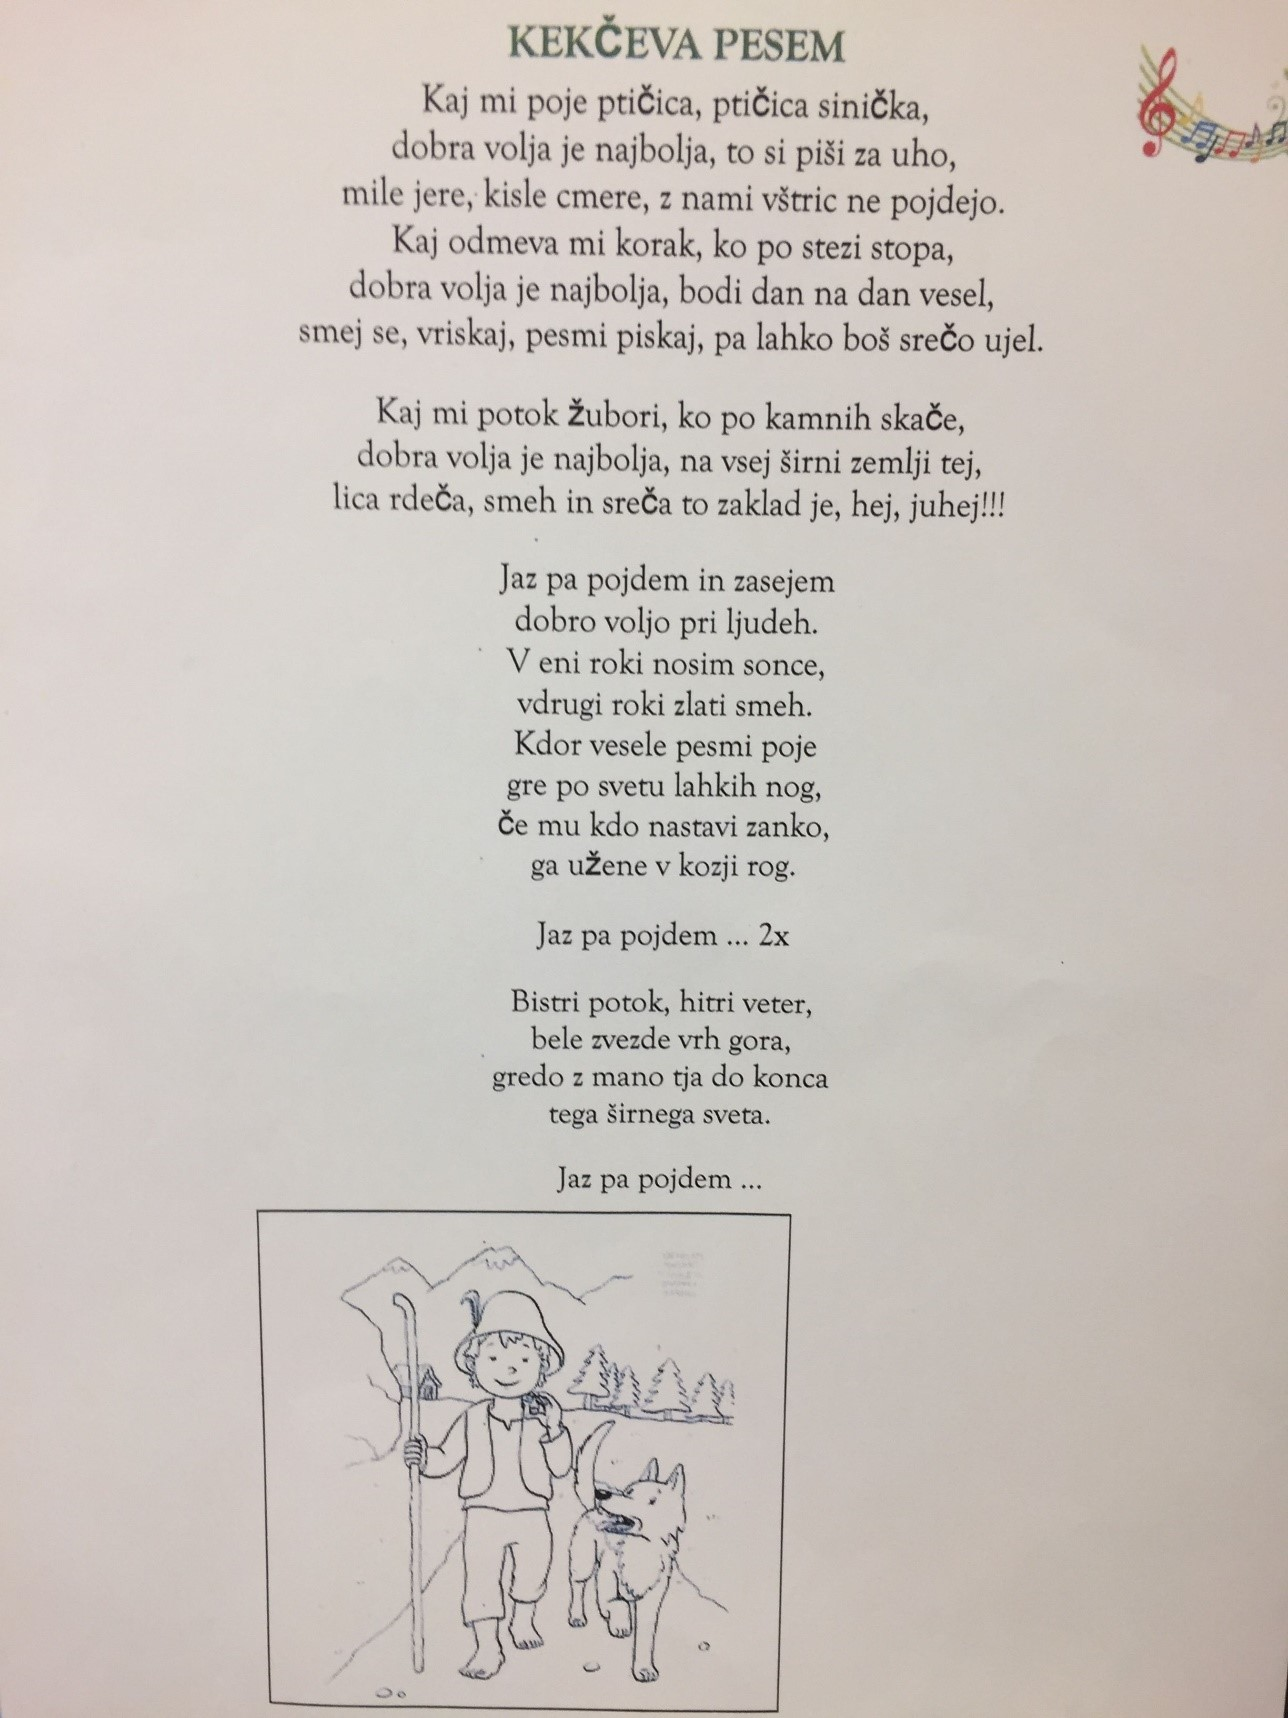 KEKČEVA PESEM
Kaj mi poje ptičica, ptičica sinička,
dobra volja je najbolja, to si piši za uho,
mile jere, kisle cmere, z nami vštric ne pojdejo.
Kaj odmeva mi korak, ko po stezi stopa,
dobra volja je najbolja, bodi dan na dan vesel,
smej se, vriskaj, pesmi piskaj, pa lahko boš srečo ujel.
Kaj mi potok žubori, ko po kamnih skače,
dobra volja je najbolja, na vsej širni zemlji tej,
lica rdeča, smeh in sreča to zaklad je, hej, juhej!!!
Jaz pa pojdem in zasejem
dobro voljo pri ljudeh.
V eni roki nosim sonce,
vdrugi roki zlati smeh.
Kdor vesele pesmi poje
gre po svetu lahkih nog,
če mu kdo nastavi zanko,
ga užene v kozji rog.
Jaz pa pojdem ... 2x
Bistri potok, hitri veter,
bele zvezde vrh gora,
gredo z mano tja do konca
tega širnega sveta.
Jaz pa pojdem ...